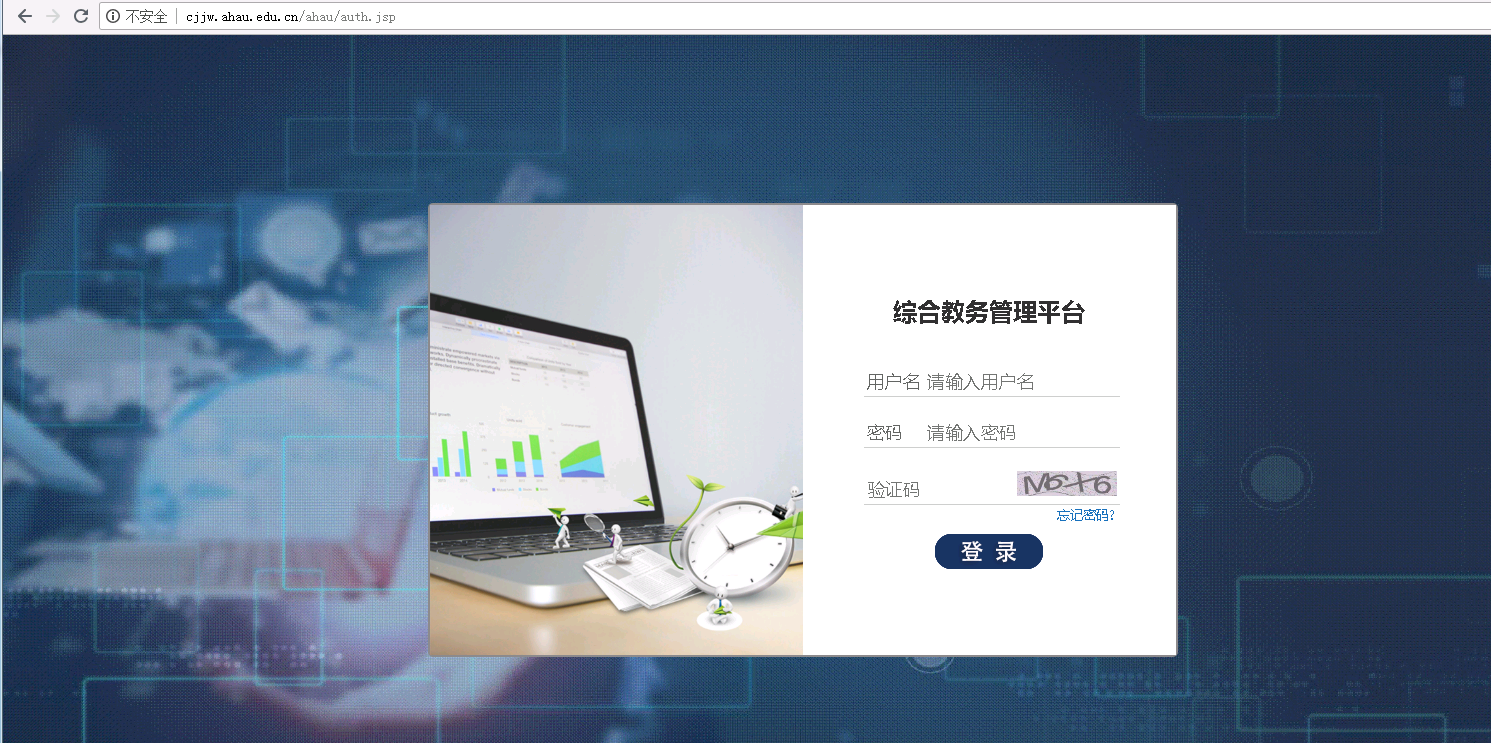 不安全 cjjw.ahau.edu.cn/ahau/auth.jsp
综合教务管理平台
用户名 请输入用户名
密码 请输入密码
验证码
忘记密码?
登 录